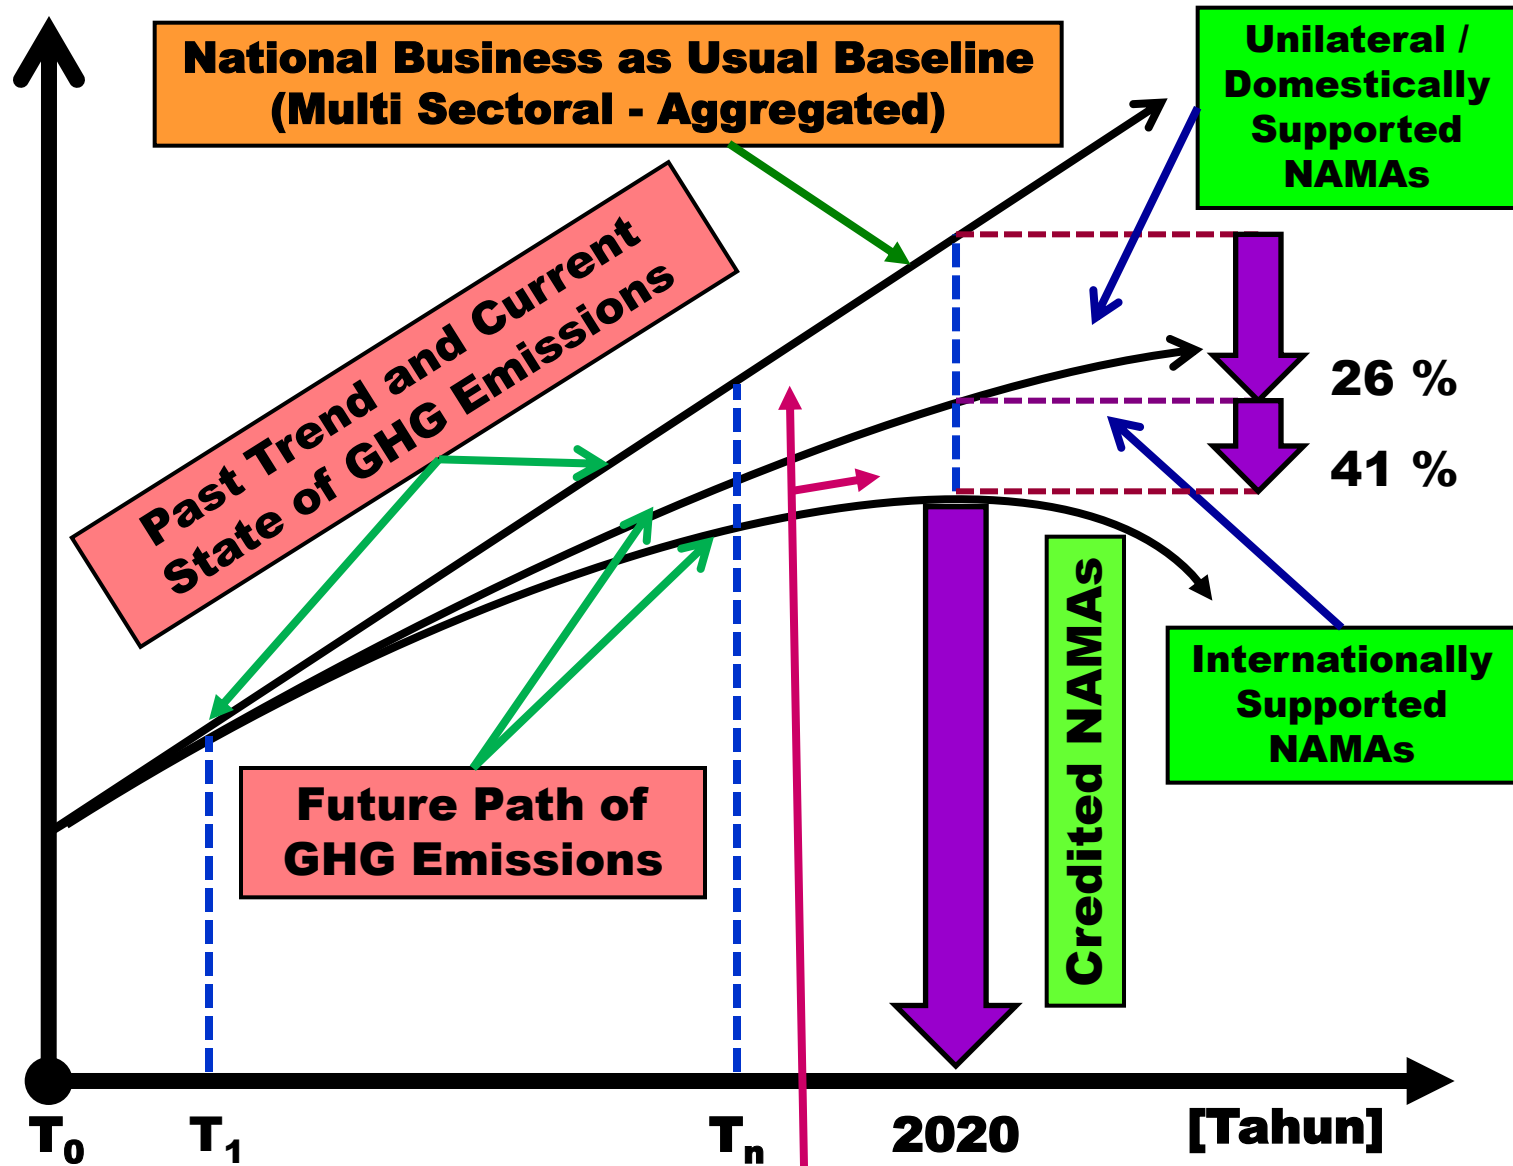 National Business as Usual Baseline
(Multi Sectoral - Aggregated)
Unilateral /
Domestically
Supported
NAMAs
Past Trend and Current
State of GHG Emissions
26 %
41 %
Credited NAMAs
Internationally
Supported
NAMAs
Future Path of
GHG Emissions
T0
T1
Tn
2020
[Tahun]